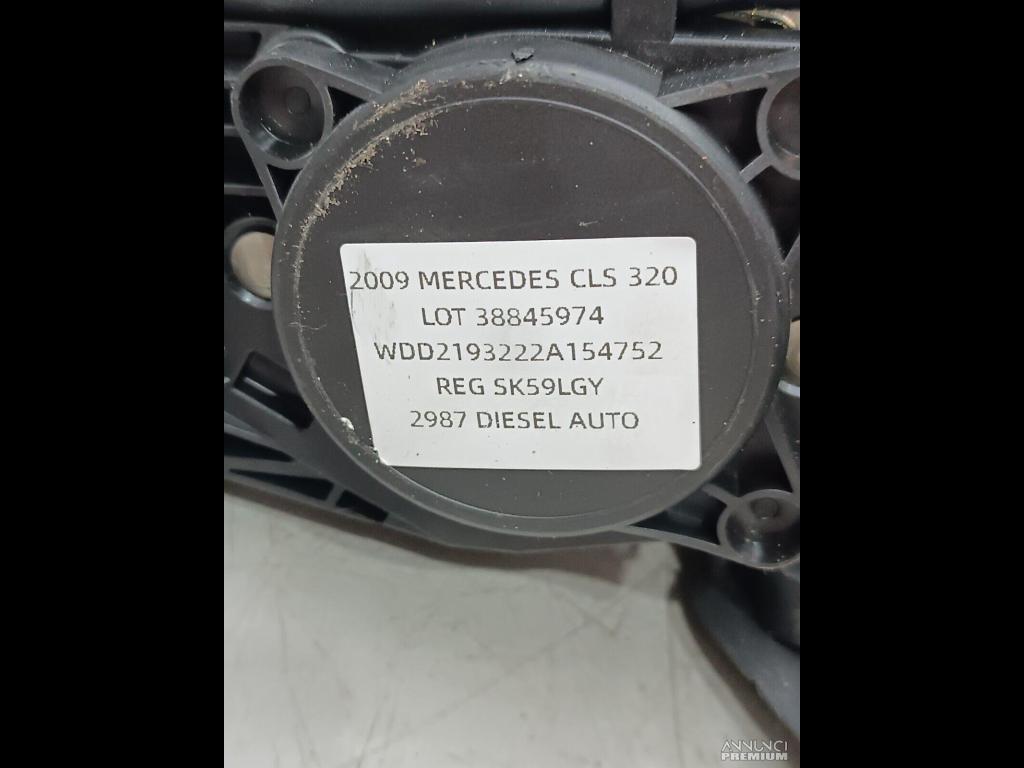 2009 MERCEDES CLS 320
LOT 38845974
WDD2193222A154752
REG SK59LGY
2987 DIESEL AUTO
ANNUNCI
PREMIUM